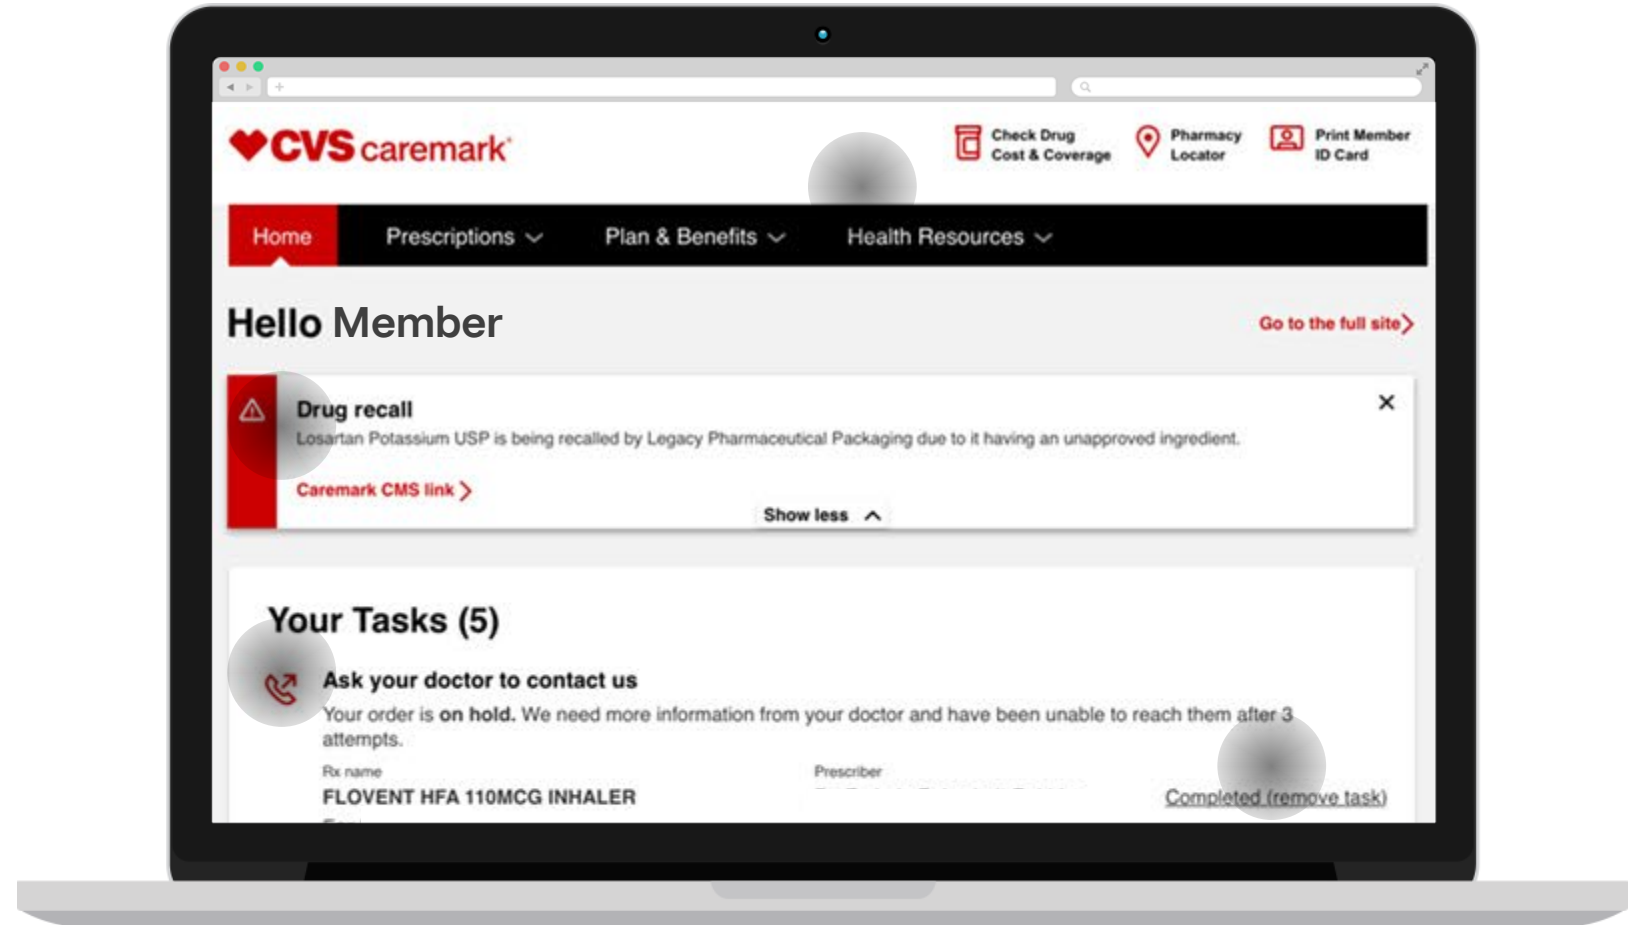 CVS caremark
Check Drug
Cost & Coverage
Pharmacy
Locator
Print Member
ID Card
Home
Prescriptions
Plan & Benefits
Health Resources
Hello Member
Go to the full site
Drug recall
Losartan Potassium USP is being recalled by Legacy Pharmaceutical Packaging due to it having an unapproved ingredient.
Caremark CMS link
Show less
Your Tasks (5)
Ask your doctor to contact us
Your order is on hold. We need more information from your doctor and have been unable to reach them after 3
attempts.
Rx name
Prescriber
FLOVENT HFA 110MCG INHALER
Completed (remove task)